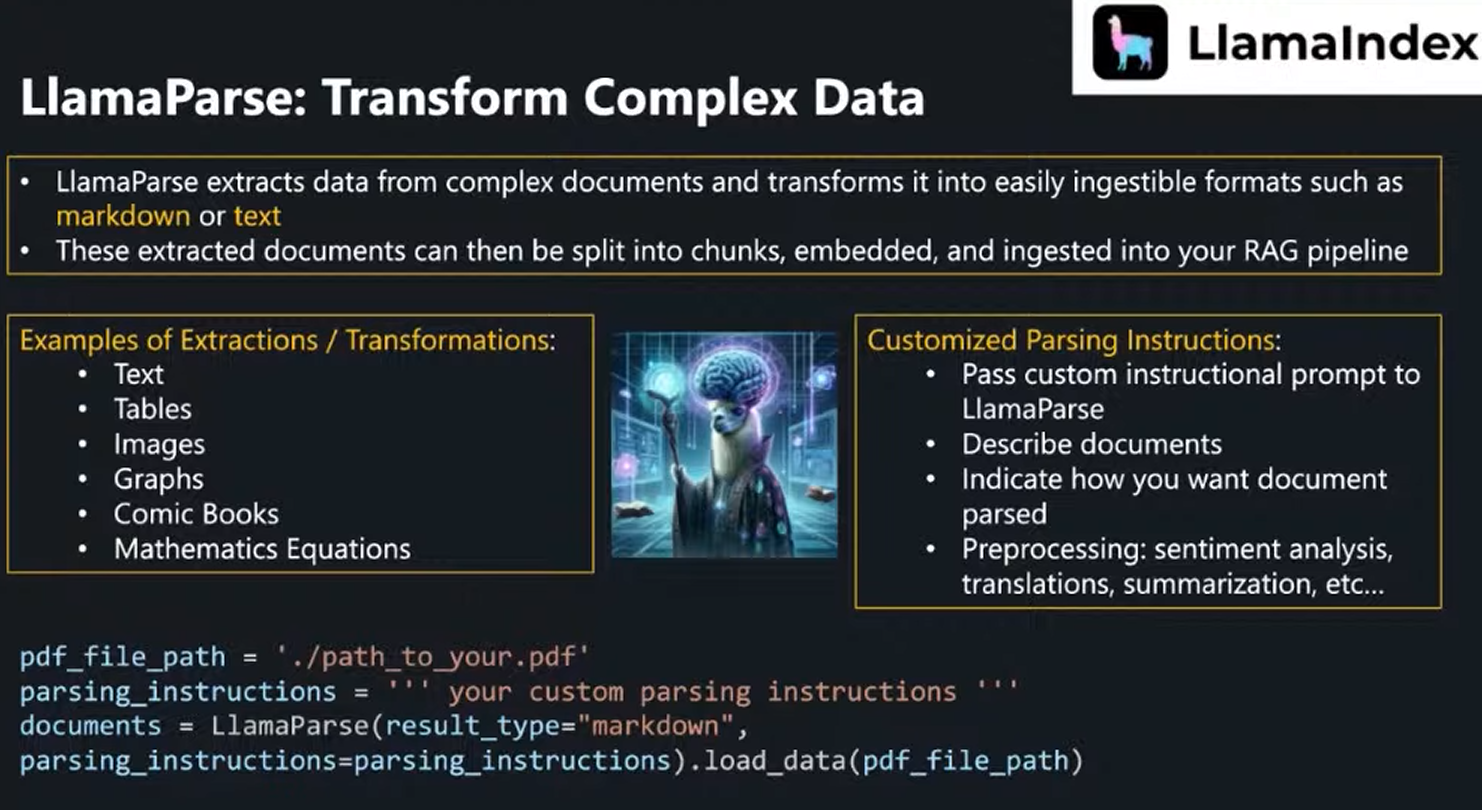 LlamaIndex
LlamaParse: Transform Complex Data
• LlamaParse extracts data from complex documents and transforms it into easily ingestible formats such as
markdown or text
• These extracted documents can then be split into chunks, embedded, and ingested into your RAG pipeline
Examples of Extractions / Transformations:
• Text
• Tables
• Images
• Graphs
• Comic Books
• Mathematics Equations
Customized Parsing Instructions:
• Pass custom instructional prompt to
LlamaParse
• Describe documents
• Indicate how you want document
parsed
• Preprocessing: sentiment analysis,
translations, summarization, etc...
pdf_file_path = './path_to_your.pdf'
parsing_instructions = ''' your custom parsing instructions '''
documents = LlamaParse(result_type="markdown",
parsing_instructions=parsing_instructions).load_data(pdf_file_path)